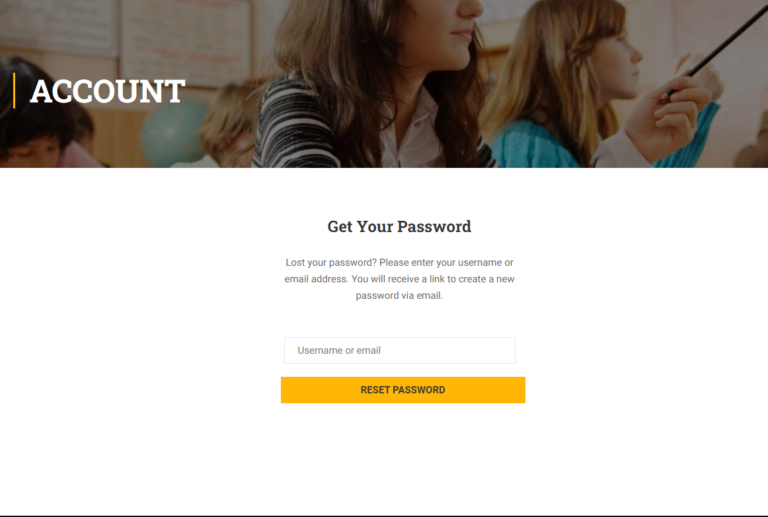 ACCOUNT
Get Your Password
Lost your password? Please enter your username or
email address. You will receive a link to create a new
password via email.
Username or email
RESET PASSWORD